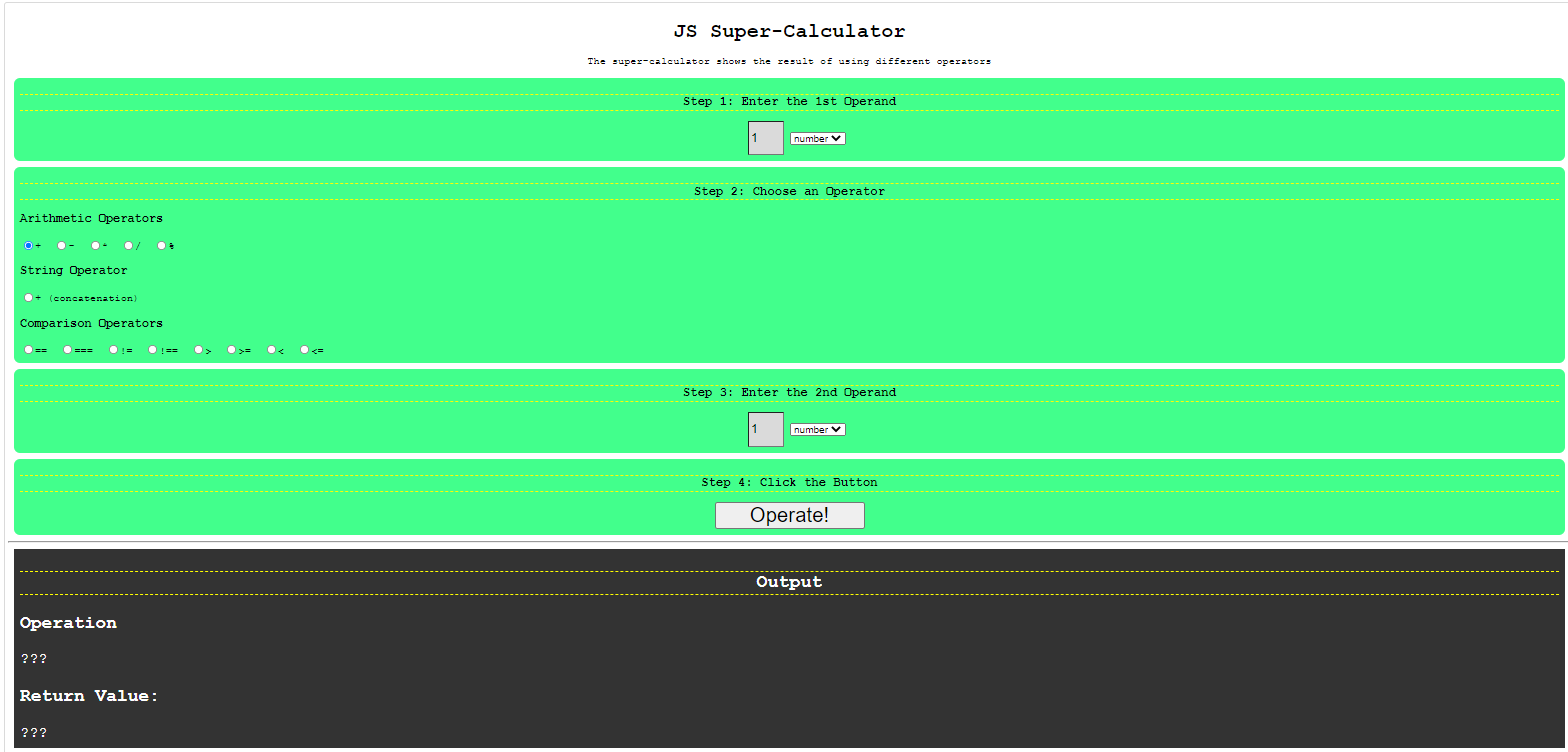 JS Super-Calculator
The super-calculator shows the result of using different operators
Step 1: Enter the 1st Operand
1 number
Step 2: Choose an Operator
Arithmetic Operators
+ - * / %
String Operator
+ (concatenation)
Comparison Operators
== === != !== > >= < <=
Step 3: Enter the 2nd Operand
1 number
Step 4: Click the Button
Operate!
Output
Operation
???
Return Value:
???